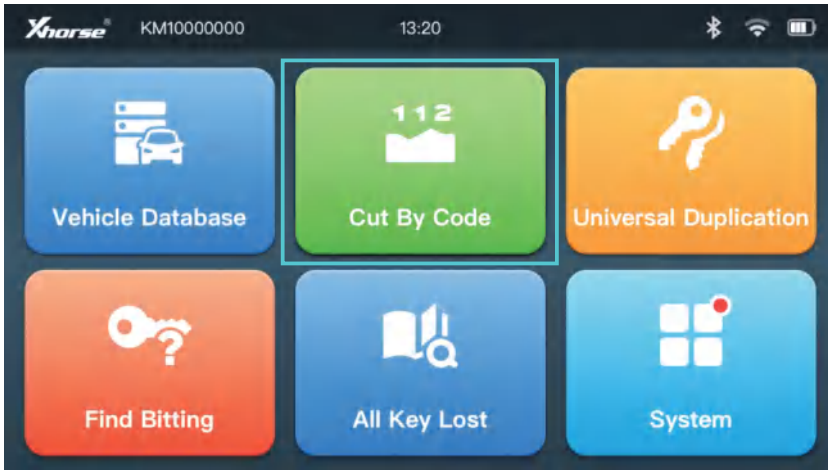 Xhorse® KM10000000 13:20
112
Vehicle Database Cut By Code Universal Duplication
?
Find Bitting All Key Lost System